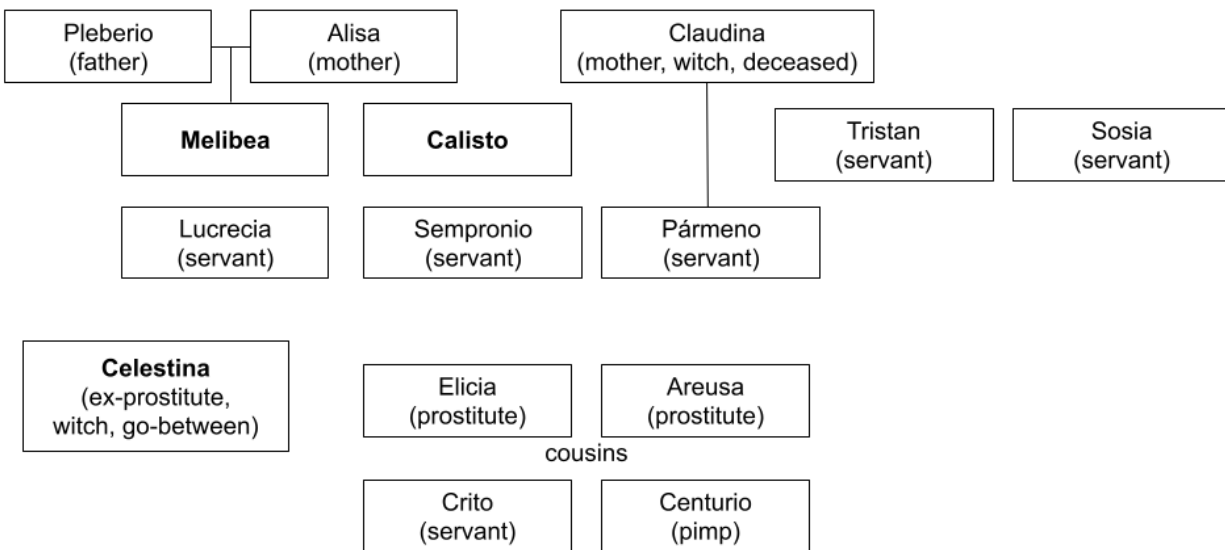 Pleberio
(father)
Alisa
(mother)
Claudina
(mother, witch, deceased)
Melibea
Calisto
Tristan
(servant)
Sosia
(servant)
Lucrecia
(servant)
Sempronio
(servant)
Pármeno
(servant)
Celestina
(ex-prostitute,
witch, go-between)
Elicia
(prostitute)
Areusa
(prostitute)
cousins
Crito
(servant)
Centurio
(pimp)